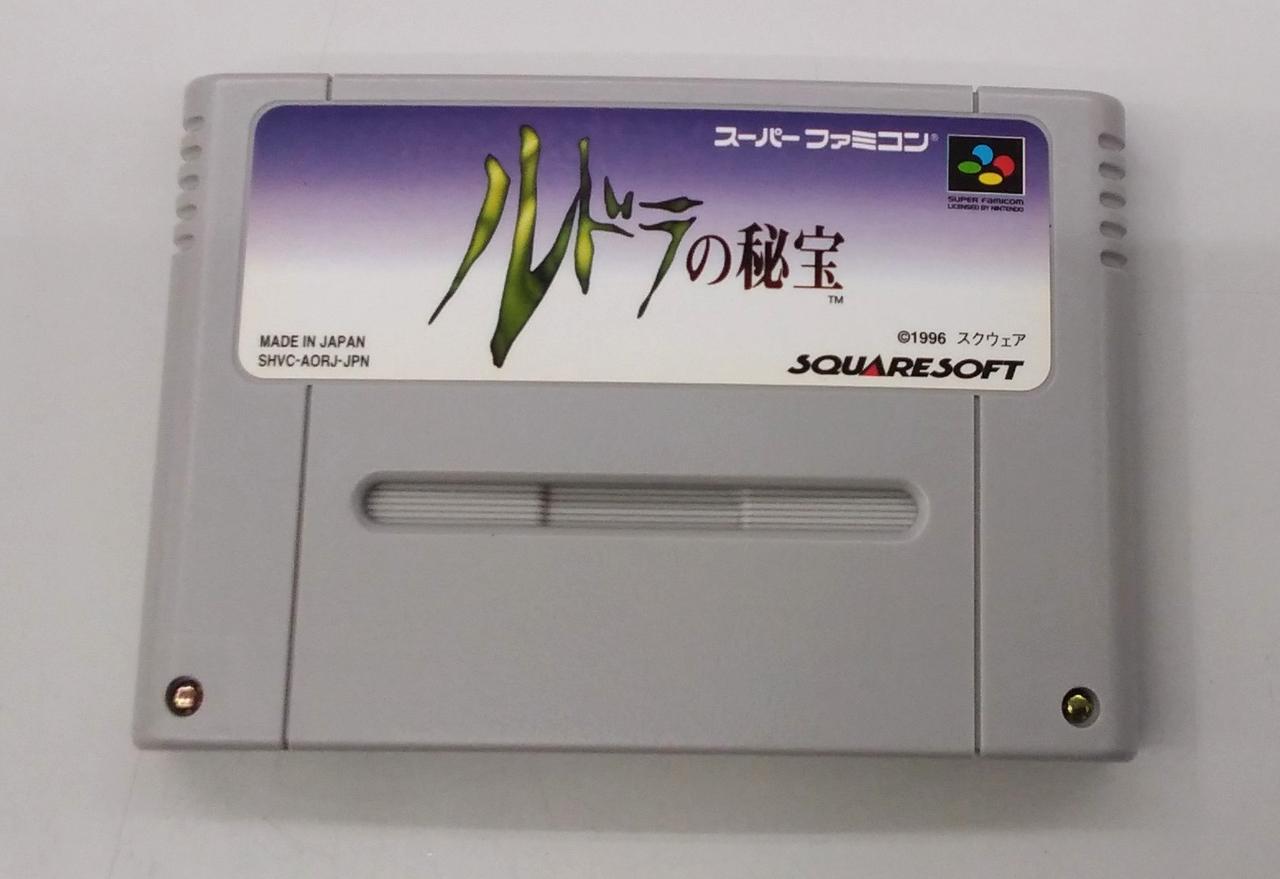 スーパーファミコン®
SUPER FAMICOM
LICENSED BY NINTENDO
ルドラの秘宝
TM
MADE IN JAPAN
SHVC-AORJ-JPN
©1996 スクウェア
SQUARESOFT